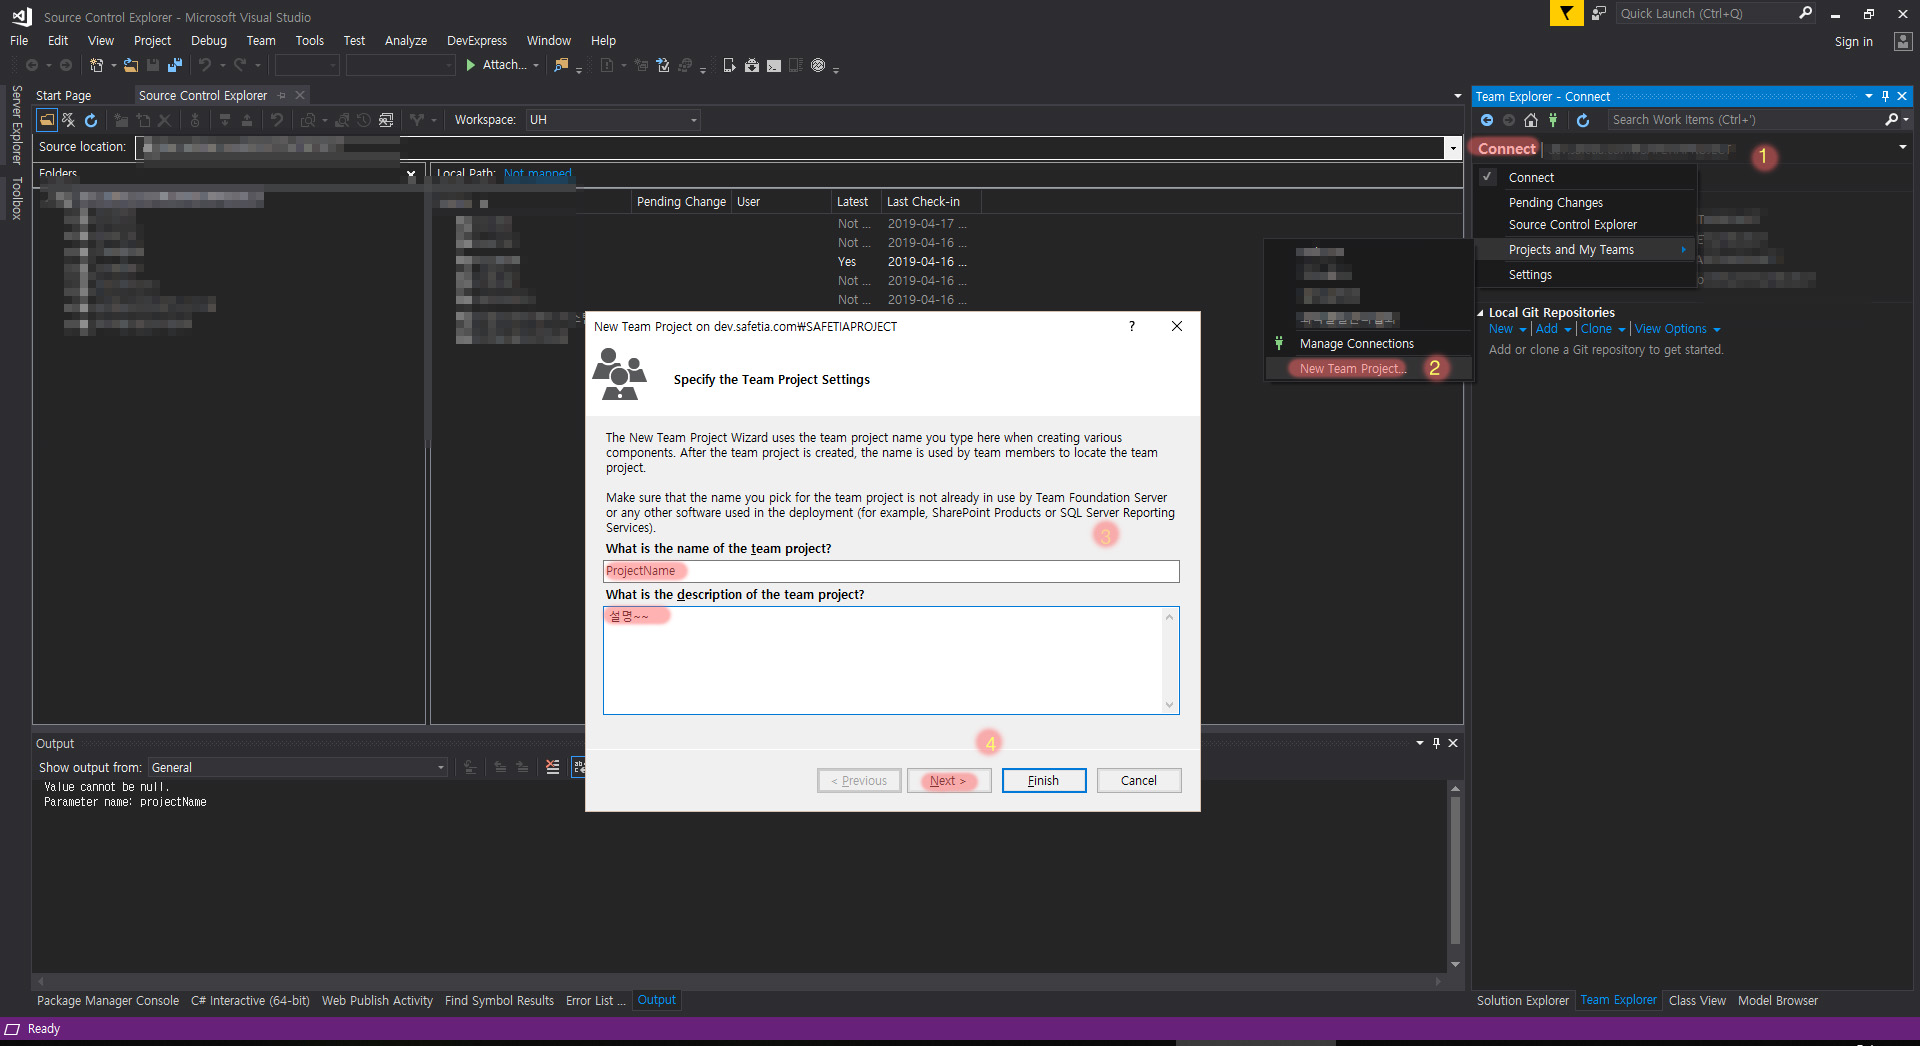 Source Control Explorer - Microsoft Visual Studio
Quick Launch (Ctrl+Q)
File Edit View Project Debug Team Tools Test Analyze DevExpress Window Help
Sign in
Attach...
Server Explorer
Toolbox
Start Page
Source Control Explorer
Workspace: UH
Source location:
Folders
Local Path: Not mapped
Pending Change User Latest Last Check-in
Not ... 2019-04-17 ...
Not ... 2019-04-16 ...
Yes 2019-04-16 ...
Not ... 2019-04-16 ...
Not ... 2019-04-16 ...
Team Explorer - Connect
Search Work Items (Ctrl+')
Connect
1
Connect
Pending Changes
Source Control Explorer
Projects and My Teams
Settings
Manage Connections
New Team Project...
2
Local Git Repositories
New Add Clone View Options
Add or clone a Git repository to get started.
New Team Project on dev.safetia.com₩SAFETIAPROJECT
?
Specify the Team Project Settings
The New Team Project Wizard uses the team project name you type here when creating various
components. After the team project is created, the name is used by team members to locate the team
project.
Make sure that the name you pick for the team project is not already in use by Team Foundation Server
or any other software used in the deployment (for example, SharePoint Products or SQL Server Reporting
Services).
3
What is the name of the team project?
ProjectName
What is the description of the team project?
설명~~
4
< Previous
Next >
Finish
Cancel
Output
Show output from: General
Value cannot be null.
Parameter name: projectName
Package Manager Console C# Interactive (64-bit) Web Publish Activity Find Symbol Results Error List ... Output
Solution Explorer Team Explorer Class View Model Browser
Ready